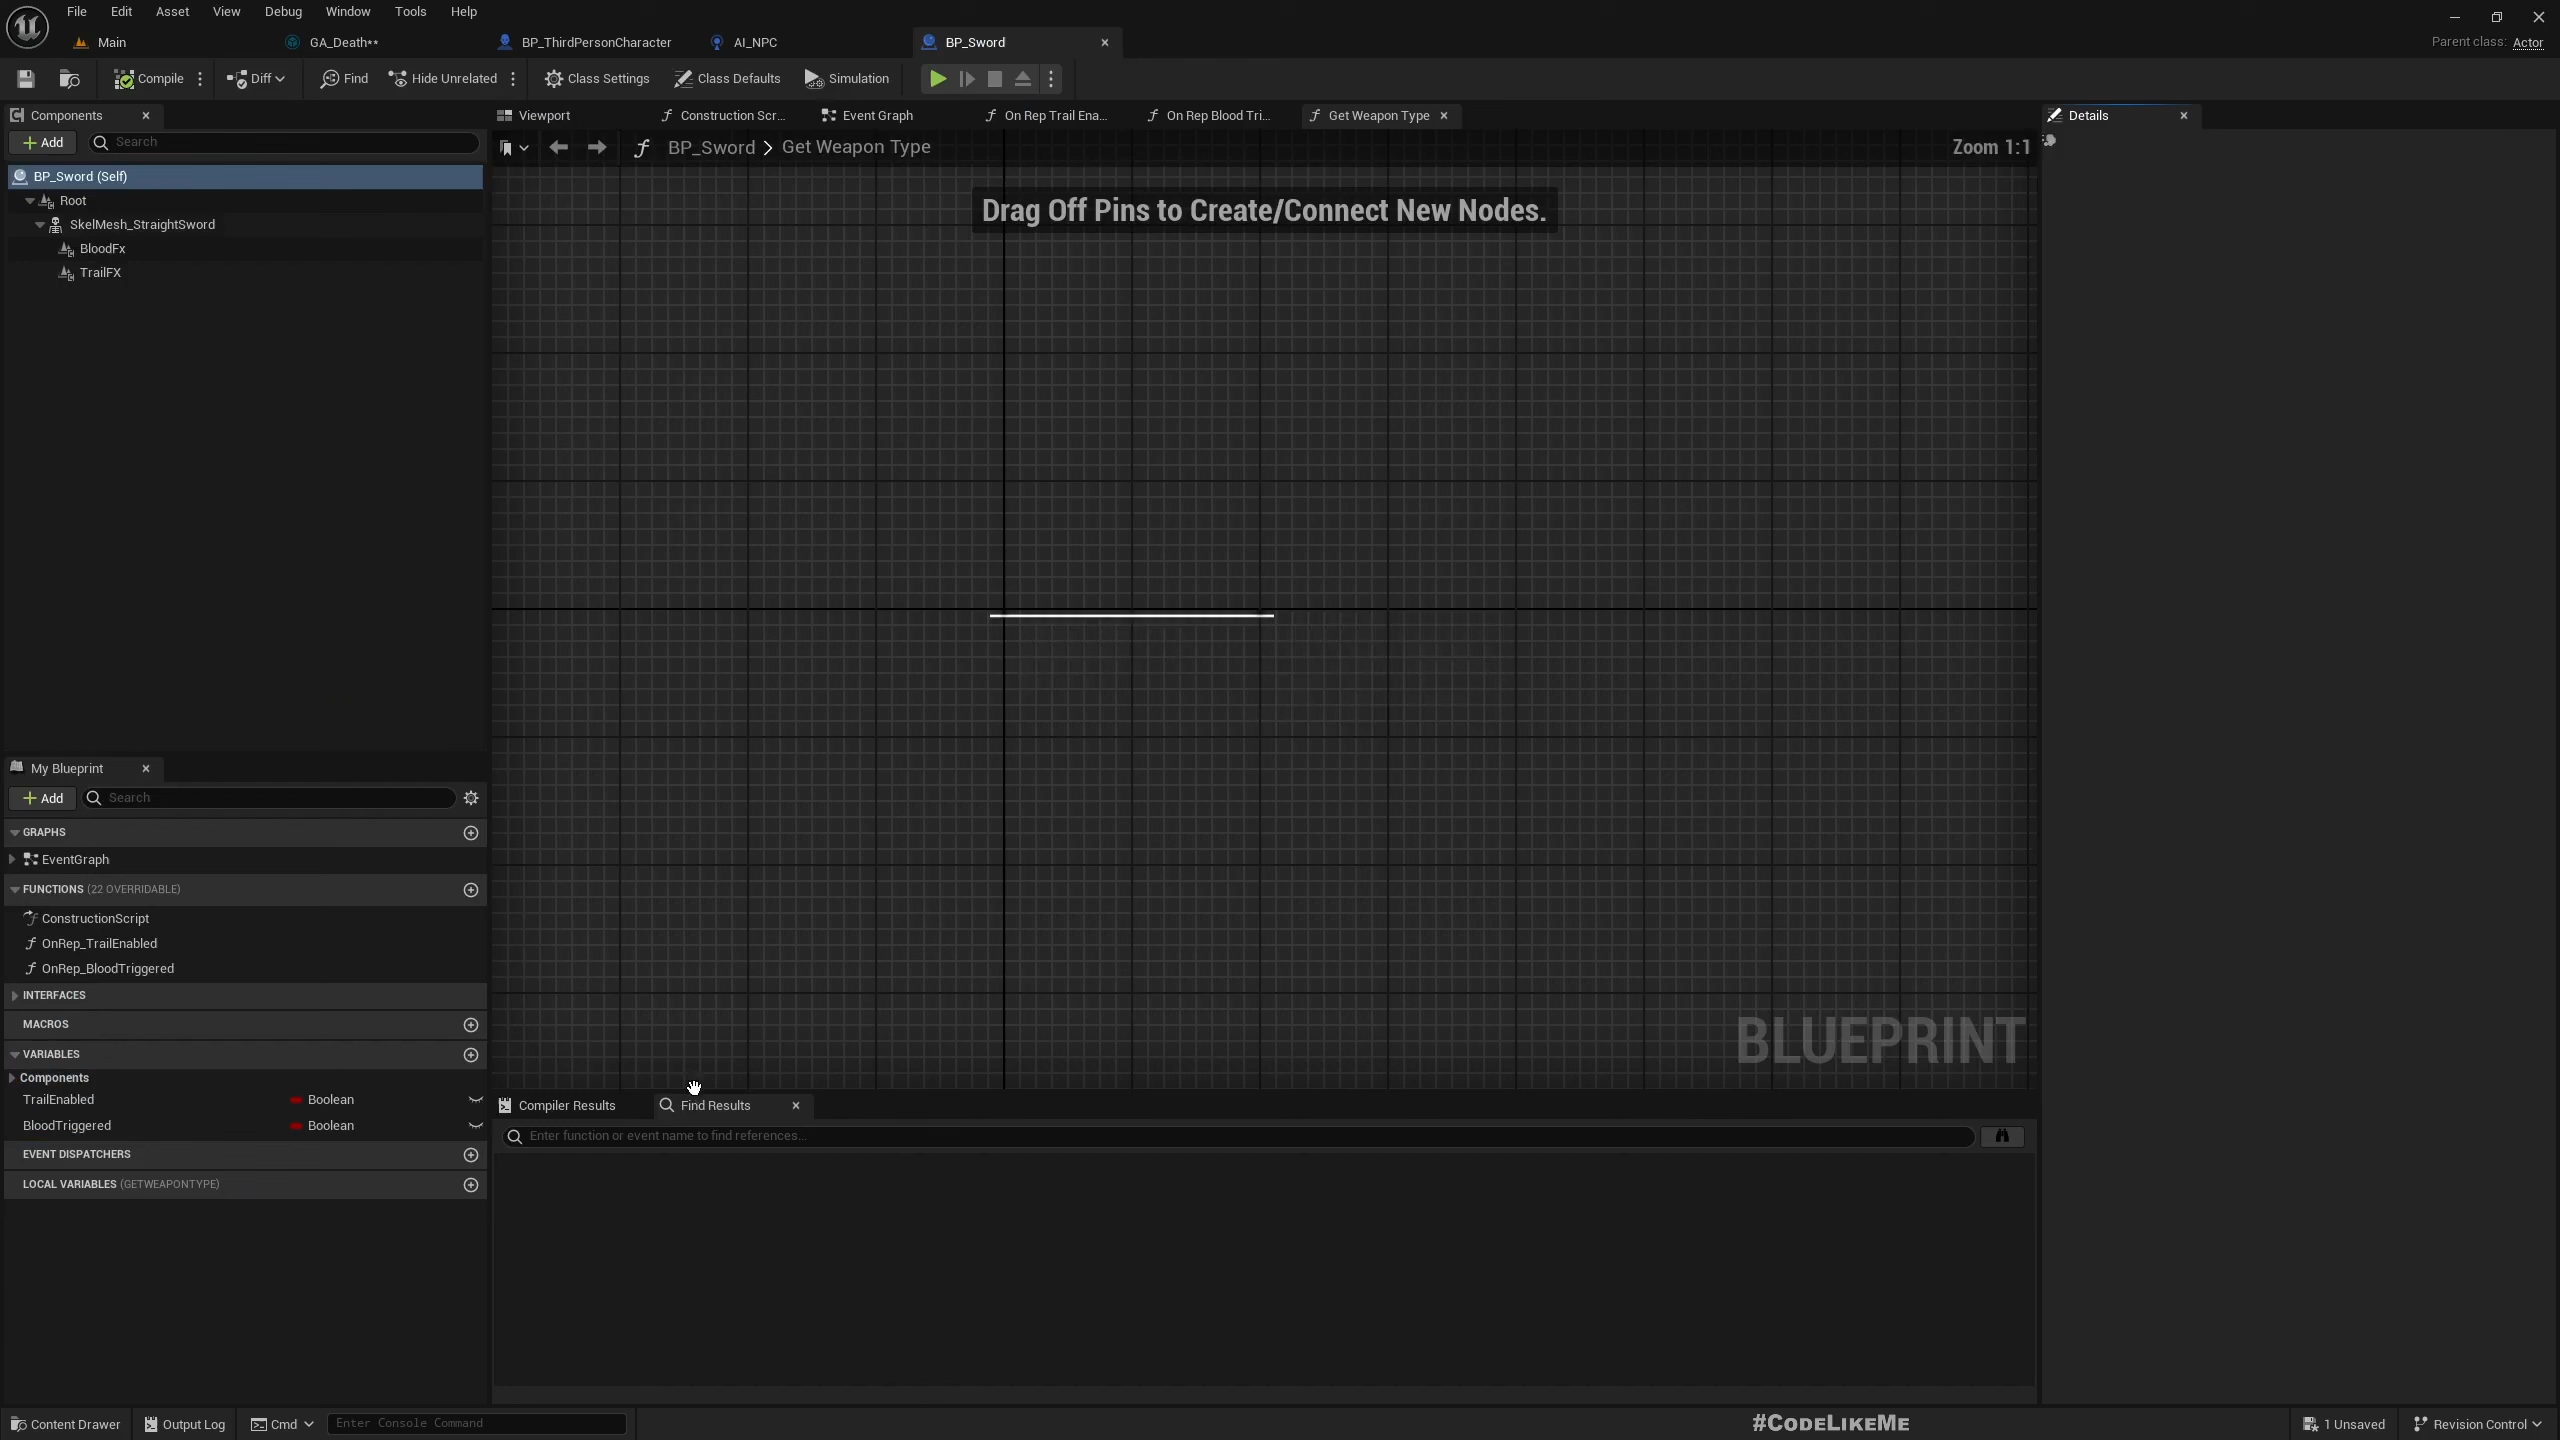 File Edit Asset View Debug Window Tools Help
Main
GA_Death**
BP_ThirdPersonCharacter
AI_NPC
BP_Sword
Parent class: Actor
Compile
Diff
Find
Hide Unrelated
Class Settings
Class Defaults
Simulation
Components
Viewport
Construction Scr...
Event Graph
On Rep Trail Ena...
On Rep Blood Tri...
Get Weapon Type
Details
Add
Search
BP_Sword > Get Weapon Type
Zoom 1:1
BP_Sword (Self)
Root
SkelMesh_StraightSword
BloodFx
TrailFX
Drag Off Pins to Create/Connect New Nodes.
My Blueprint
Add
Search
GRAPHS
EventGraph
FUNCTIONS (22 OVERRIDABLE)
ConstructionScript
OnRep_TrailEnabled
OnRep_BloodTriggered
INTERFACES
MACROS
VARIABLES
Components
TrailEnabled Boolean
BloodTriggered Boolean
EVENT DISPATCHERS
LOCAL VARIABLES (GETWEAPONTYPE)
BLUEPRINT
Compiler Results
Find Results
Enter function or event name to find references...
Content Drawer
Output Log
Cmd
Enter Console Command
#CODELIKEME
1 Unsaved
Revision Control